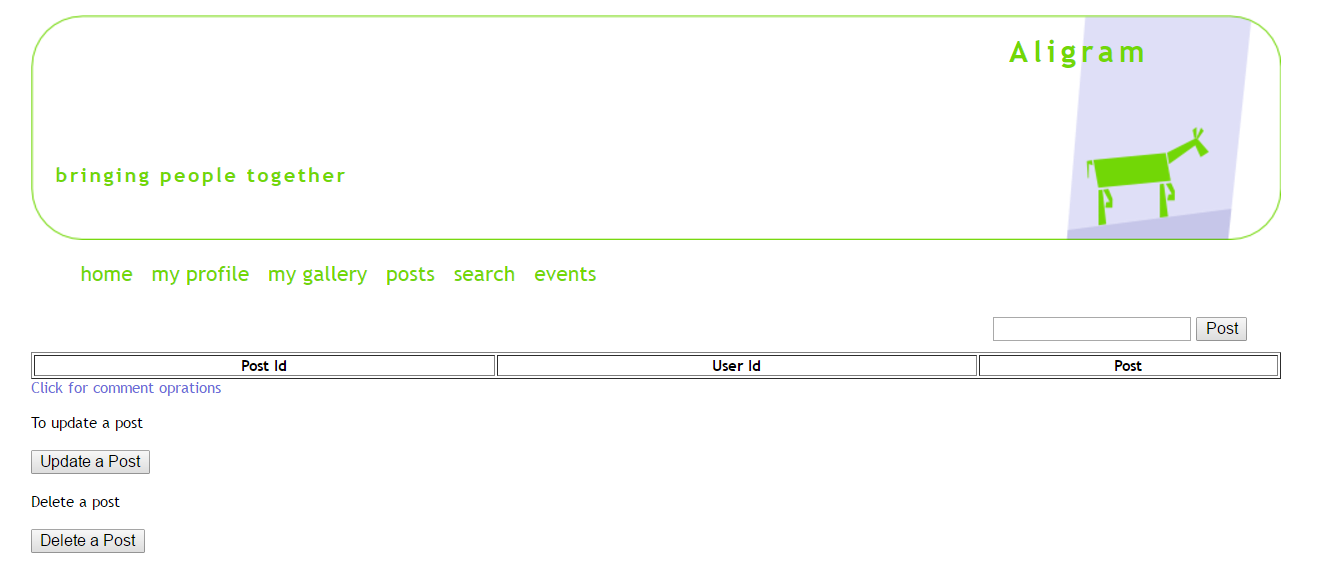 Aligram
bringing people together
home my profile my gallery posts search events
Post
Post Id User Id Post
Click for comment oprations
To update a post
Update a Post
Delete a post
Delete a Post